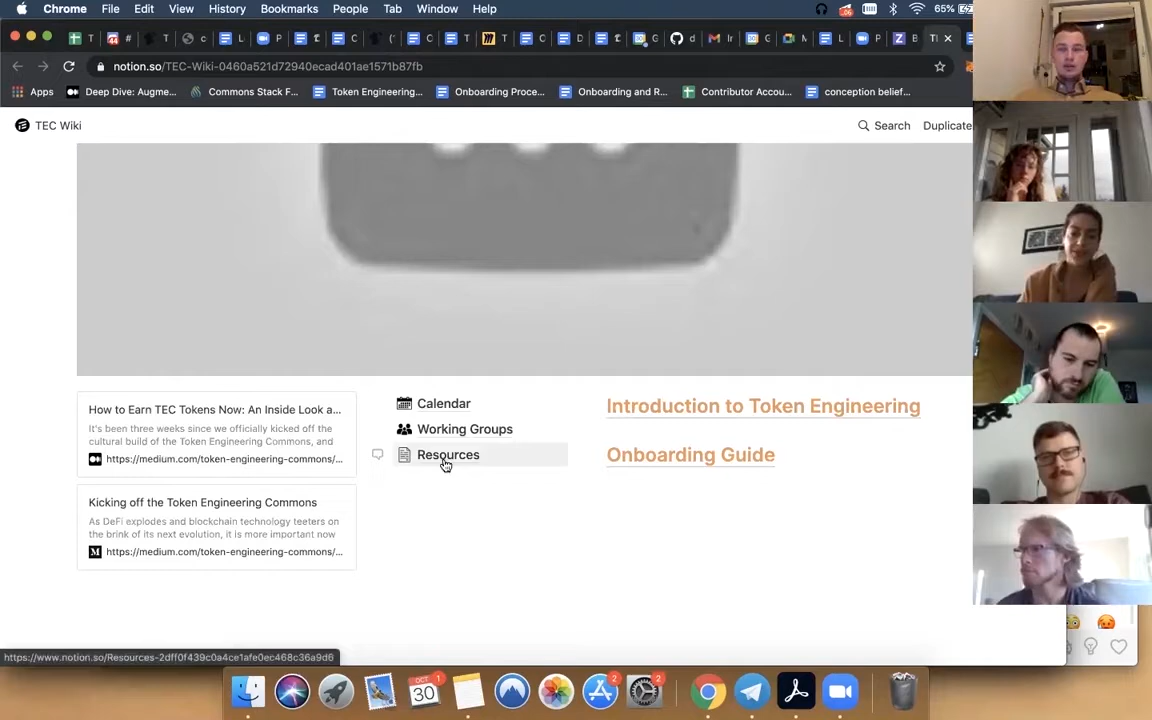 Chrome File Edit View History Bookmarks People Tab Window Help 65%
notion.so/TEC-Wiki-0460a521d72940ecad401ae1571b87fb
Apps Deep Dive: Augme... Commons Stack F... Token Engineering... Onboarding Proce... Onboarding and R... Contributor Accou... conception belief...
TEC Wiki
Search Duplicate
How to Earn TEC Tokens Now: An Inside Look a...
It's been three weeks since we officially kicked off the
cultural build of the Token Engineering Commons, and
https://medium.com/token-engineering-commons/...
Kicking off the Token Engineering Commons
As DeFi explodes and blockchain technology teeters on
the brink of its next evolution, it is more important now
https://medium.com/token-engineering-commons/...
Calendar
Working Groups
Resources
Introduction to Token Engineering
Onboarding Guide
https://www.notion.so/Resources-2dff0f439c0a4ce1afe0ec468c36a9d6
OCT
30
1
2
2